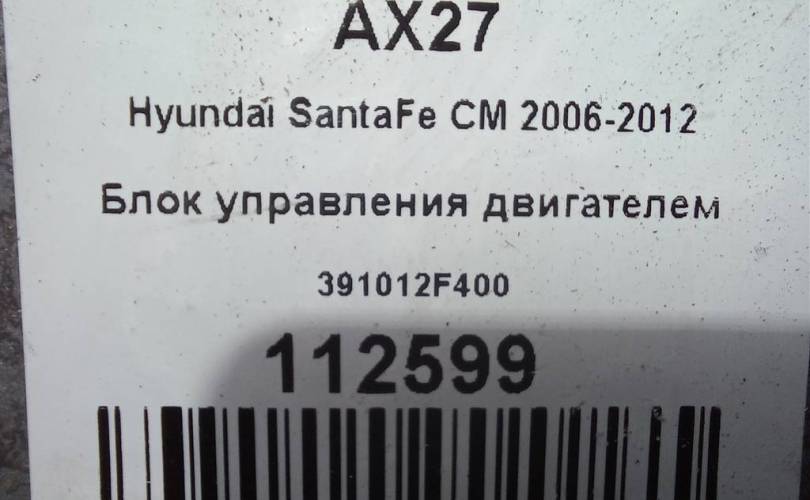 AX27
Hyundai SantaFe CM 2006-2012
Блок управления двигателем
391012F400
112599